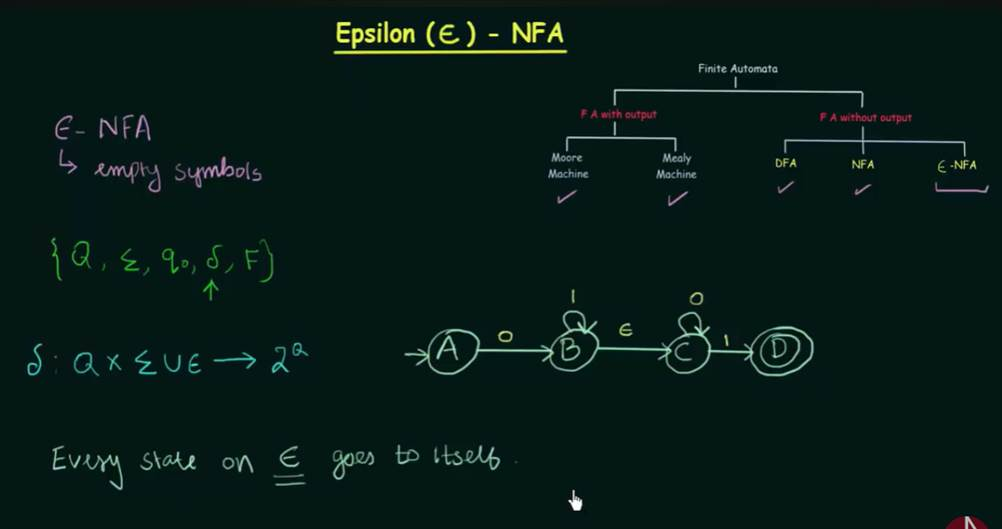 Epsilon (ϵ) - NFA
Finite Automata
F A with output
F A without output
Moore
Machine
Mealy
Machine
DFA
NFA
ϵ -NFA
ϵ- NFA
↳ empty symbols
{Q, Σ, q₀, δ, F}
↑
δ: Q x Σ ∪ ϵ → 2^Q
1
0
A
0
B
ϵ
C
1
D
Every state on ϵ goes to itself.